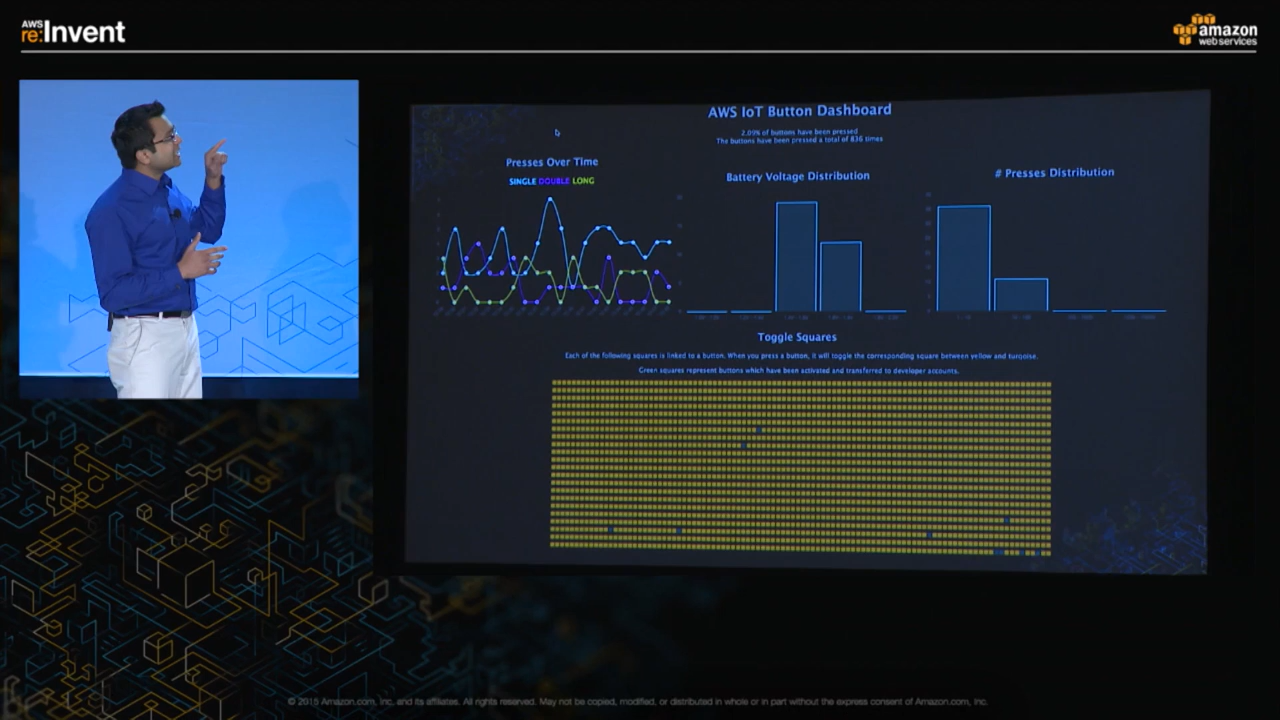 AWS
re:Invent
amazon
webservices
AWS IoT Button Dashboard
2.09% of buttons have been pressed
The buttons have been pressed a total of 836 times
Presses Over Time
SINGLE DOUBLE LONG
Battery Voltage Distribution
# Presses Distribution
Toggle Squares
Each of the following squares is linked to a button. When you press a button, it will toggle the corresponding square between yellow and turqoise.
Green squares represent buttons which have been activated and transferred to developer accounts.
© 2015 Amazon.com, Inc. and its affiliates. All rights reserved. May not be copied, modified, or distributed in whole or in part without the express consent of Amazon.com, Inc.